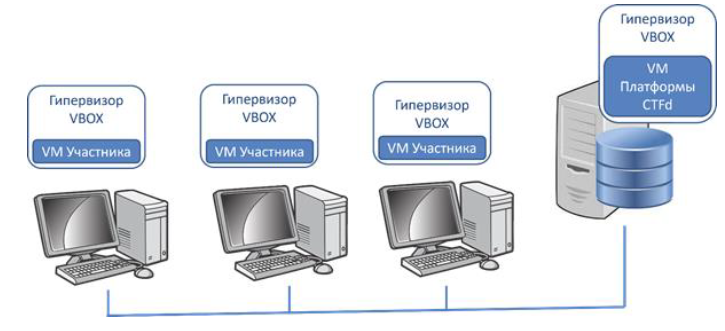 Гипервизор
VBOX
VM Участника
Гипервизор
VBOX
VM Участника
Гипервизор
VBOX
VM Участника
Гипервизор
VBOX
VM
Платформы
CTFd